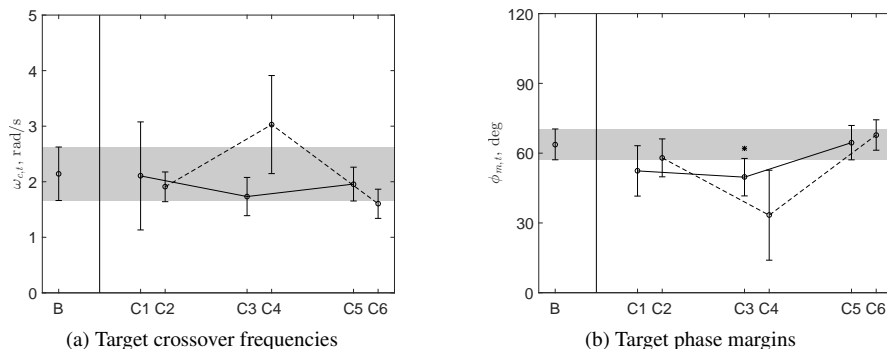 5
4
3
2
1
0
ω_{c,t}, rad/s
B C1 C2 C3 C4 C5 C6
(a) Target crossover frequencies
120
90
60
30
0
ϕ_{m,t}, deg
*
B C1 C2 C3 C4 C5 C6
(b) Target phase margins